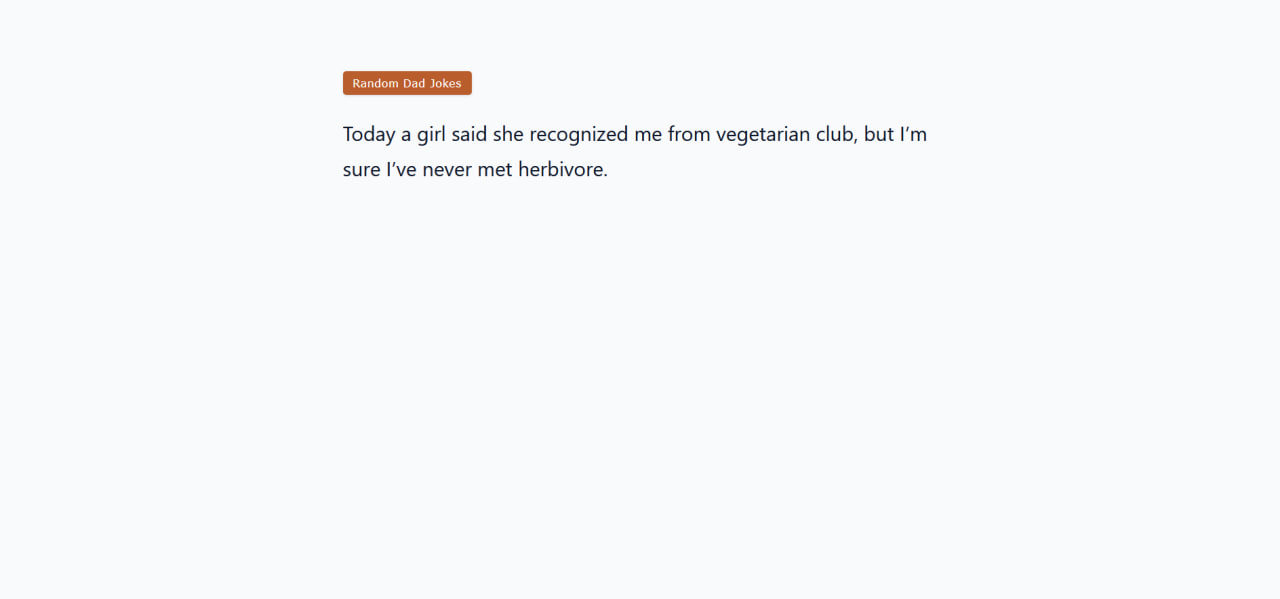 Random Dad Jokes
Today a girl said she recognized me from vegetarian club, but I’m
sure I’ve never met herbivore.